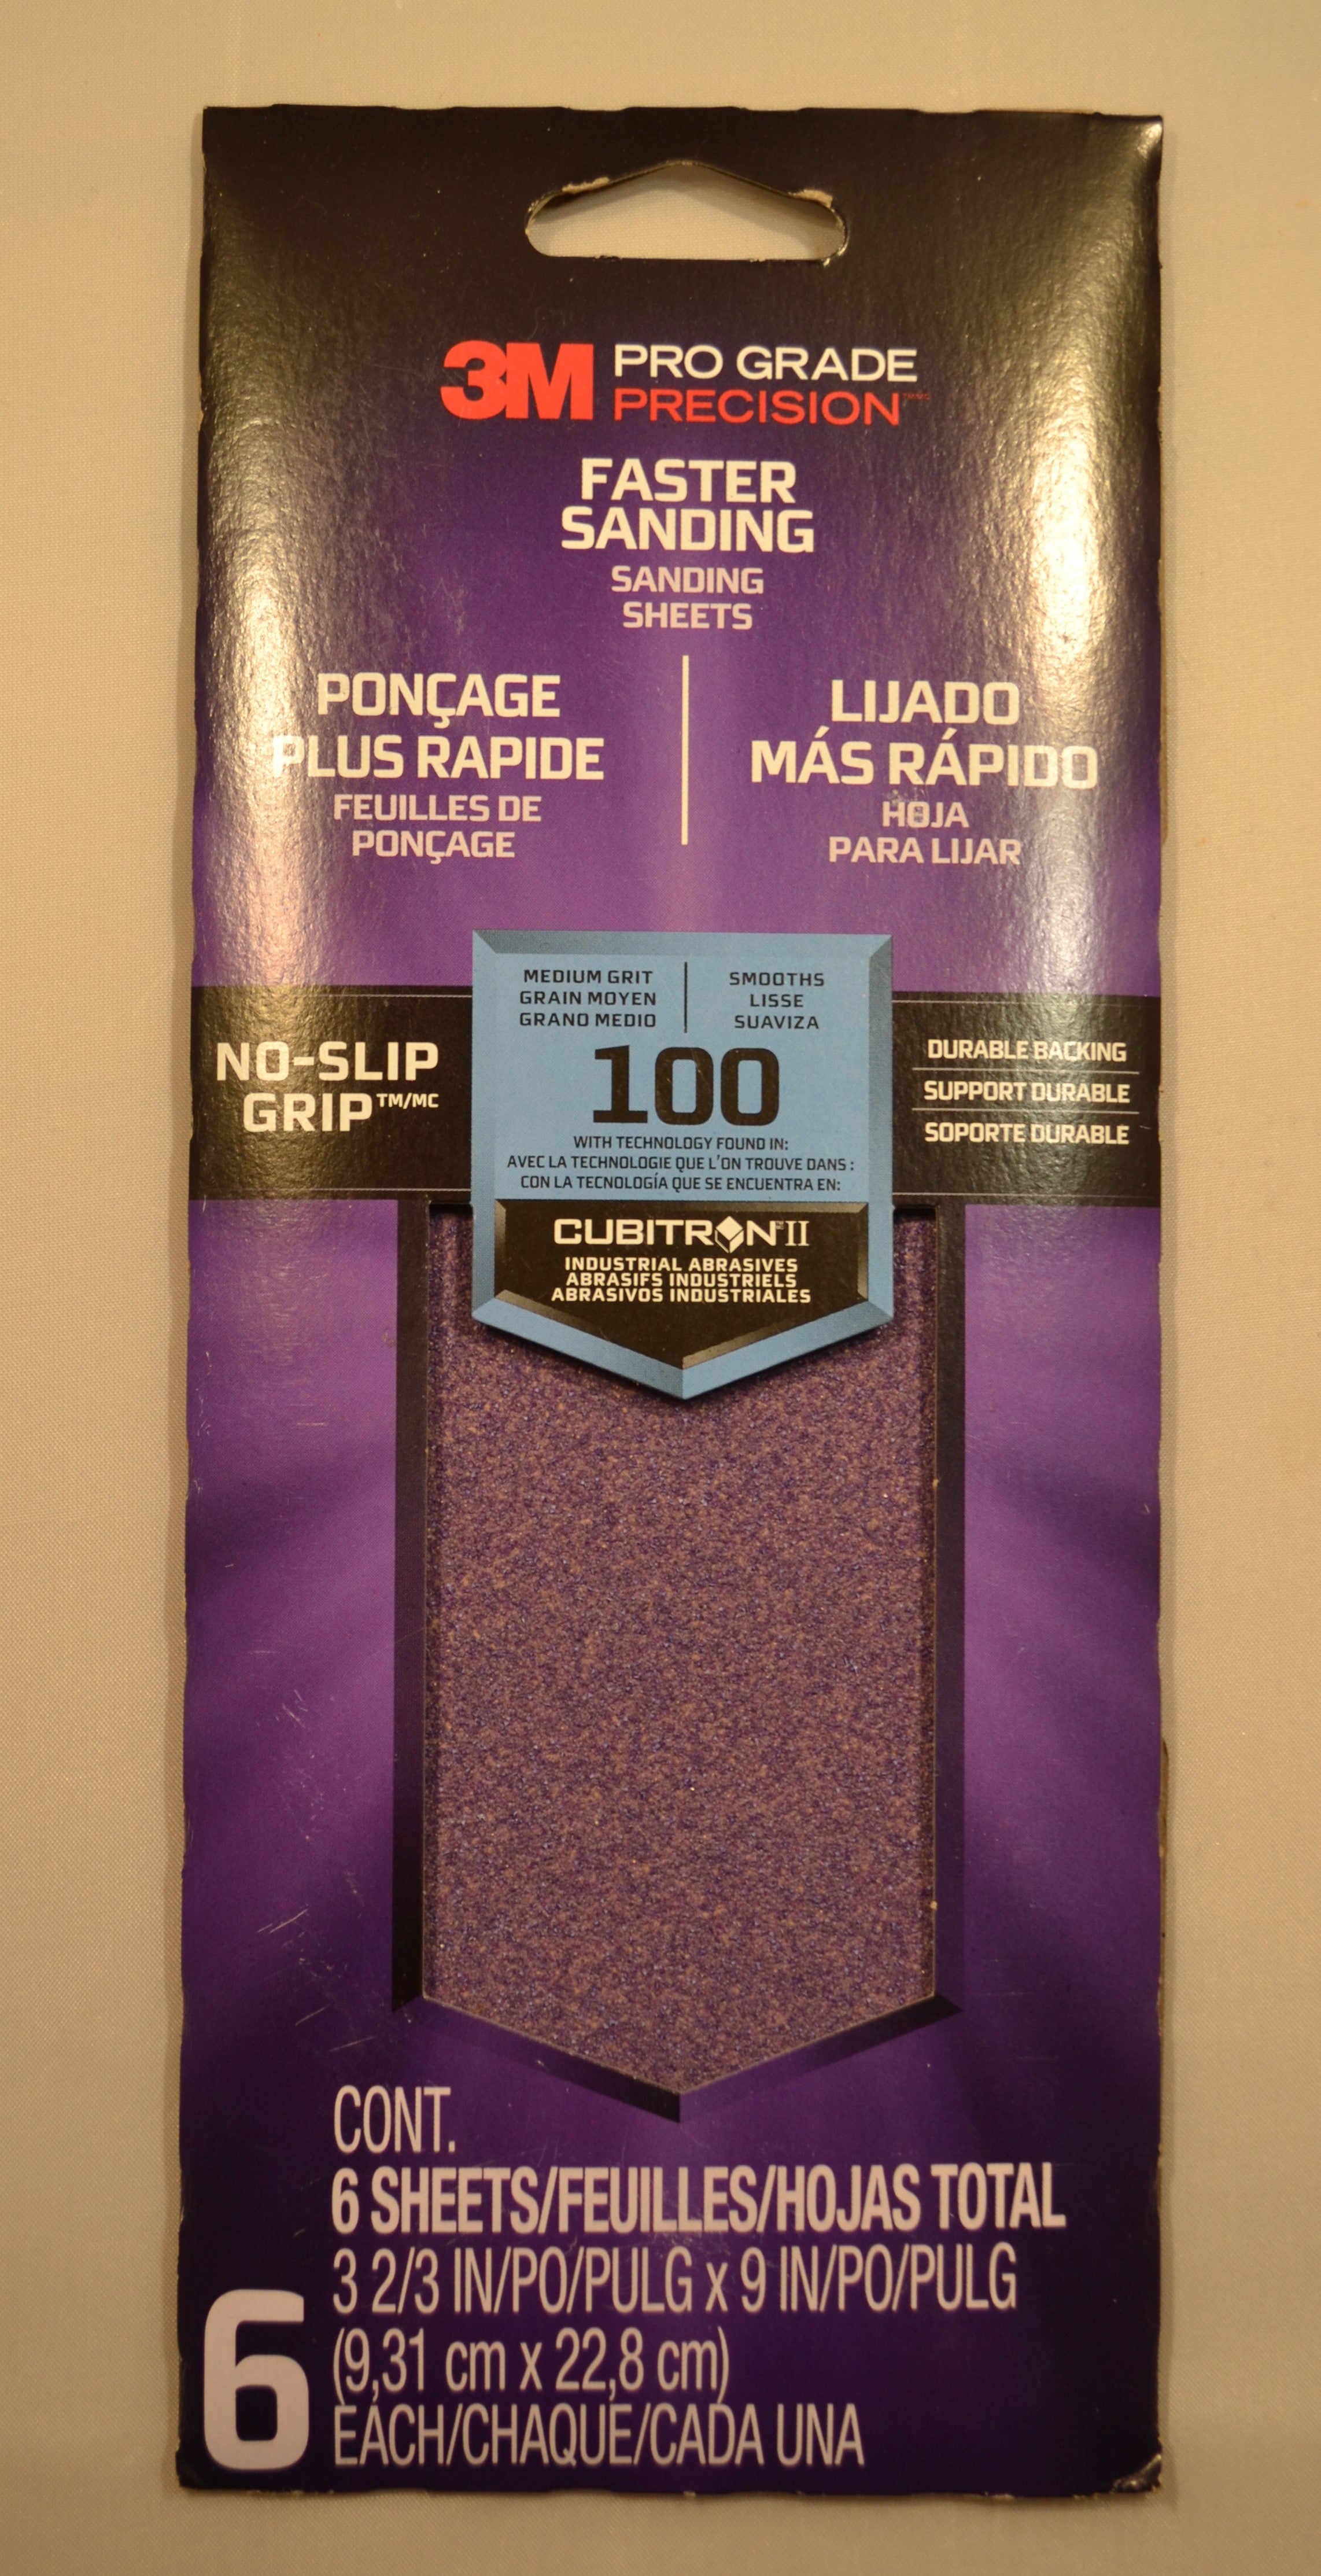 3M PRO GRADE
PRECISION™/MC
FASTER
SANDING
SANDING
SHEETS
PONÇAGE
PLUS RAPIDE
FEUILLES DE
PONÇAGE
LIJADO
MÁS RÁPIDO
HOJA
PARA LIJAR
NO-SLIP
GRIP™/MC
MEDIUM GRIT
GRAIN MOYEN
GRANO MEDIO
SMOOTHS
LISSE
SUAVIZA
100
WITH TECHNOLOGY FOUND IN:
AVEC LA TECHNOLOGIE QUE L'ON TROUVE DANS :
CON LA TECNOLOGÍA QUE SE ENCUENTRA EN:
CUBITRON™ II
INDUSTRIAL ABRASIVES
ABRASIFS INDUSTRIELS
ABRASIVOS INDUSTRIALES
DURABLE BACKING
SUPPORT DURABLE
SOPORTE DURABLE
CONT.
6 SHEETS/FEUILLES/HOJAS TOTAL
3 2/3 IN/PO/PULG x 9 IN/PO/PULG
(9,31 cm x 22,8 cm)
EACH/CHAQUE/CADA UNA
6